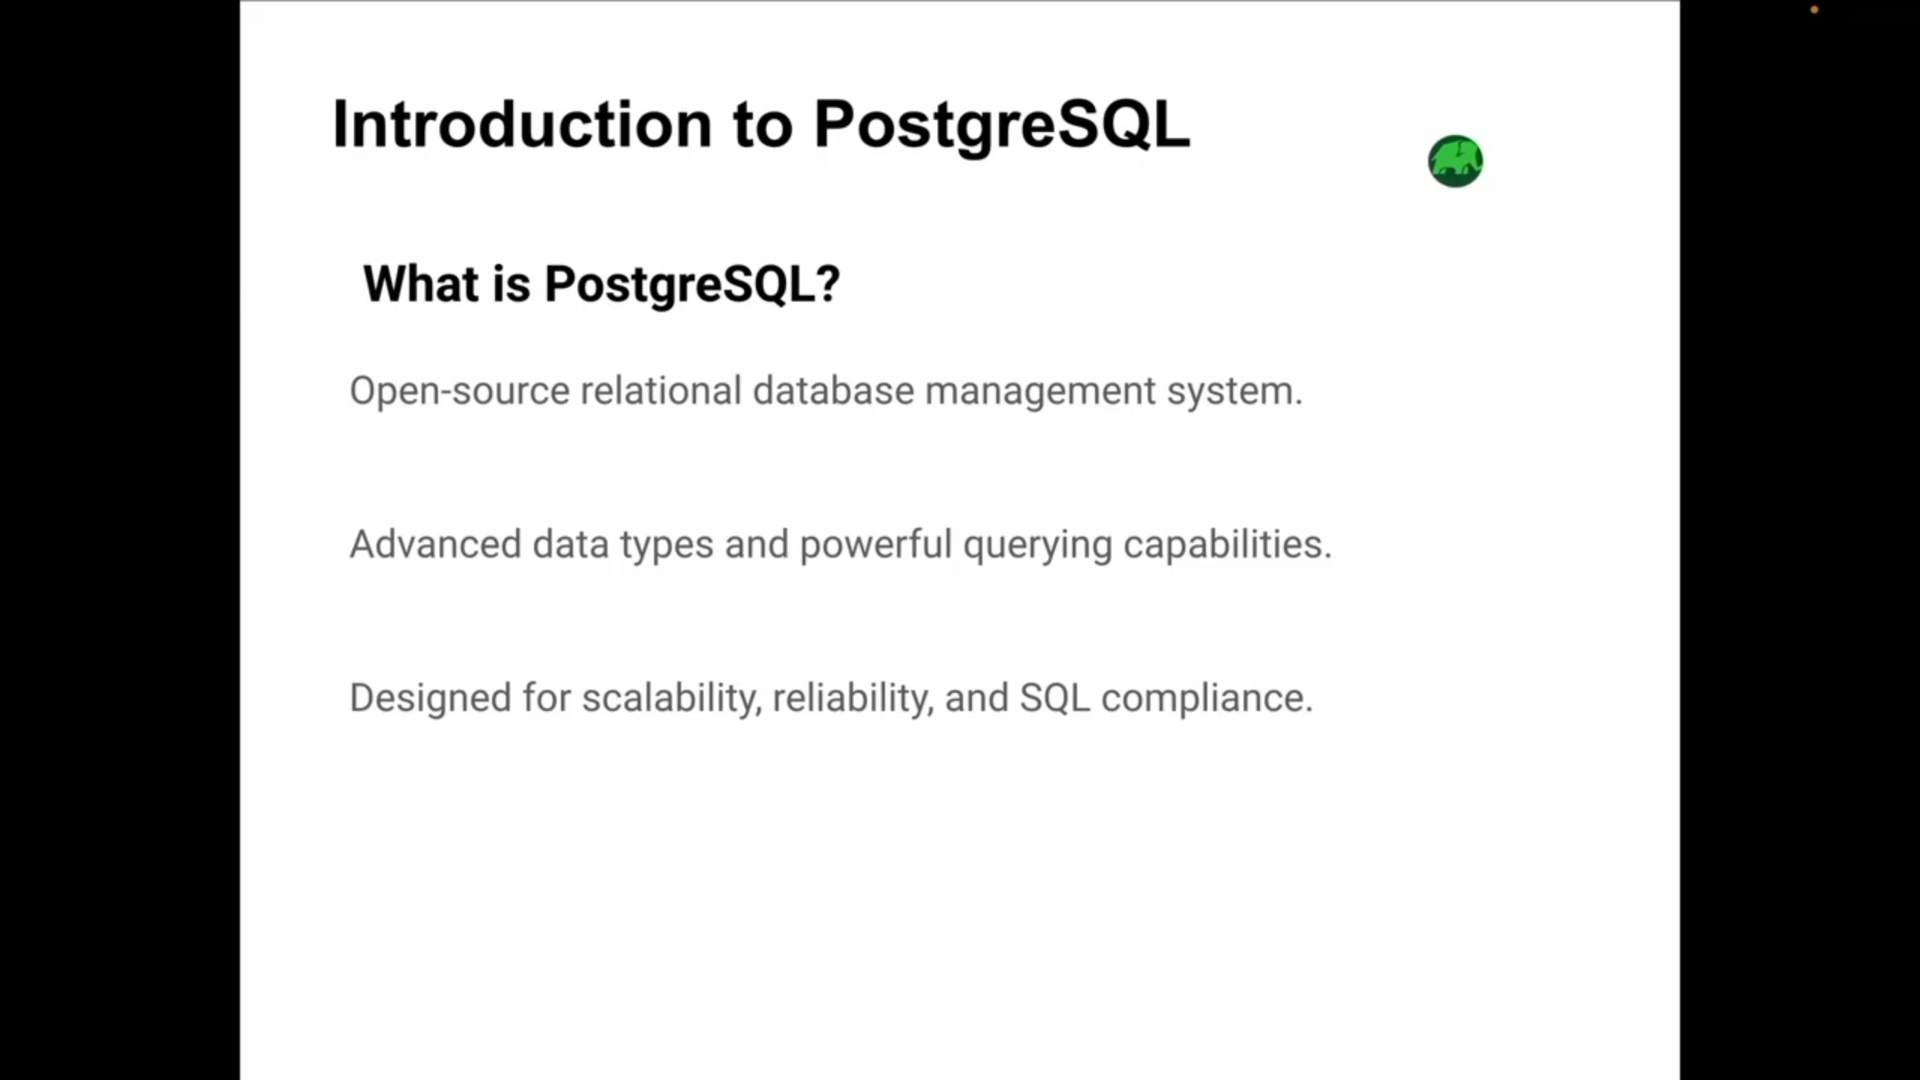 Introduction to PostgreSQL
What is PostgreSQL?
Open-source relational database management system.
Advanced data types and powerful querying capabilities.
Designed for scalability, reliability, and SQL compliance.